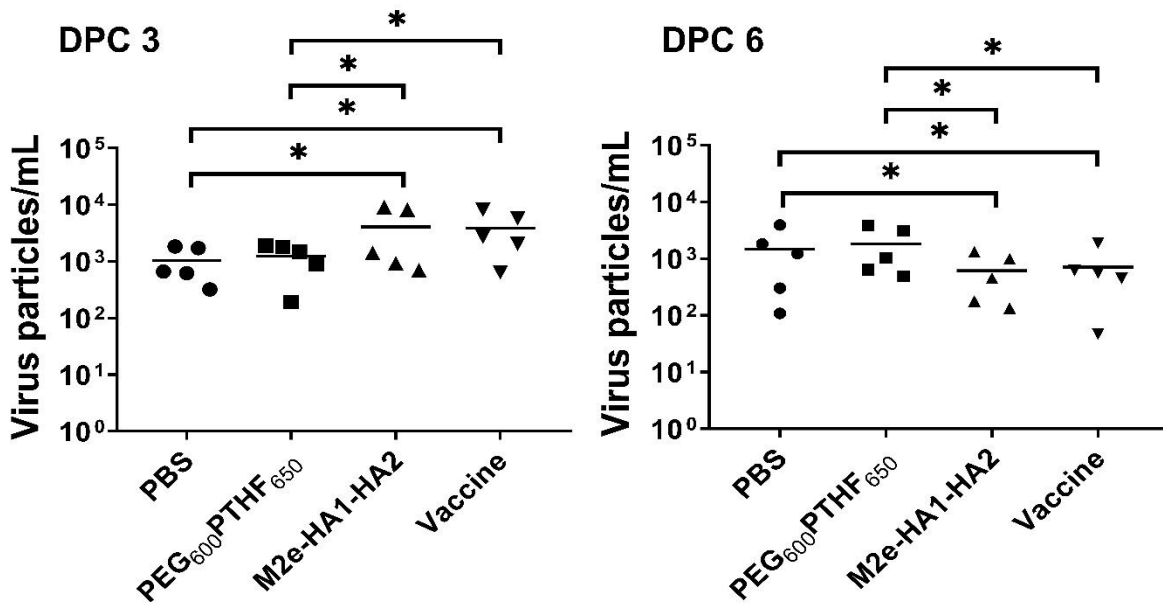 DPC 3
*
*
*
*
Virus particles/mL
10⁵
10⁴
10³
10²
10¹
10⁰
PBS
PEG₆₀₀PTHF₆₅₀
M2e-HA1-HA2
Vaccine
DPC 6
*
*
*
*
Virus particles/mL
10⁵
10⁴
10³
10²
10¹
10⁰
PBS
PEG₆₀₀PTHF₆₅₀
M2e-HA1-HA2
Vaccine